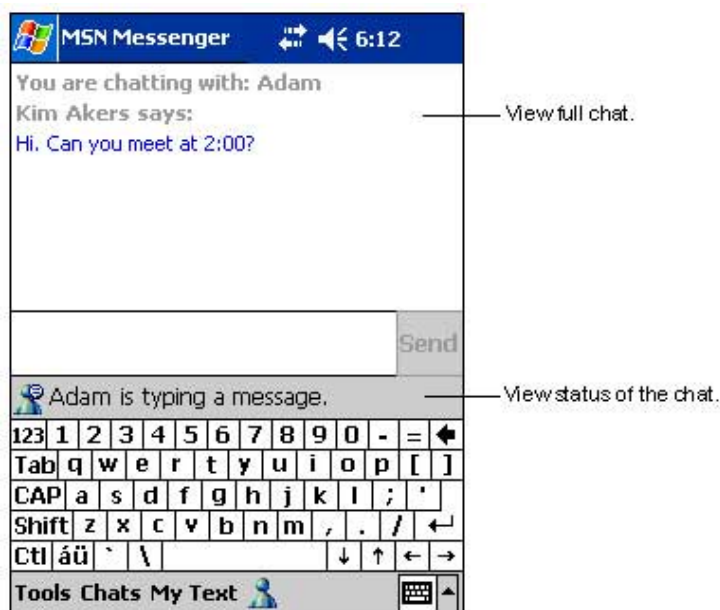 MSN Messenger 6:12
You are chatting with: Adam
Kim Akers says:
View full chat.
Hi. Can you meet at 2:00?
Send
Adam is typing a message.
View status of the chat.
123 1 2 3 4 5 6 7 8 9 0 - =
Tab q w e r t y u i o p [ ]
CAP a s d f g h j k l ; '
Shift z x c v b n m , . /
Ctl áü ` \
Tools Chats My Text